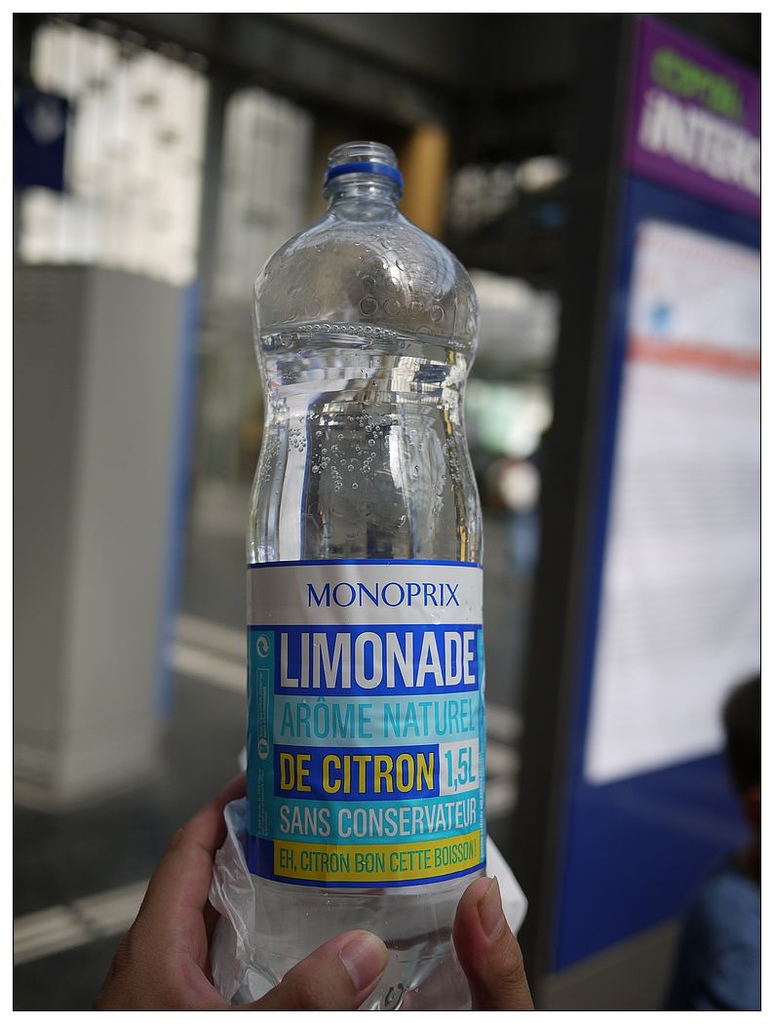 MONOPRIX
LIMONADE
ARÔME NATUREL
DE CITRON 1,5L
SANS CONSERVATEUR
EH, CITRON BON CETTE BOISSON !